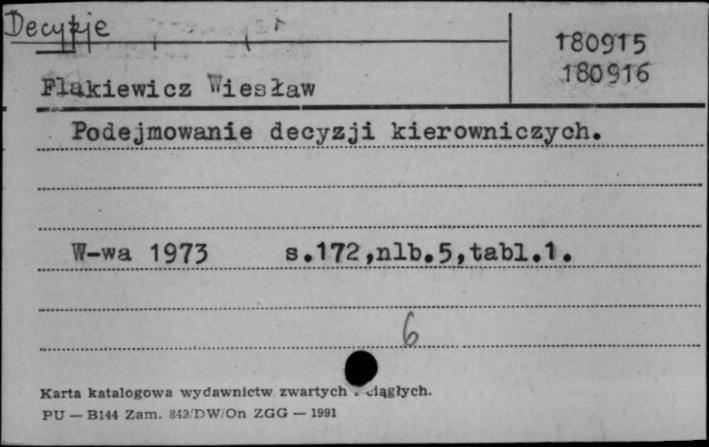 Decyzje
180915
180916
Flakiewicz Wiesław
Podejmowanie decyzji kierowniczych.
W-wa 1973 s.172,nlb.5,tabl.1.
6
Karta katalogowa wydawnictw zwartych i ciągłych.
PU — B144 Zam. 849/DW/On ZGG — 1991